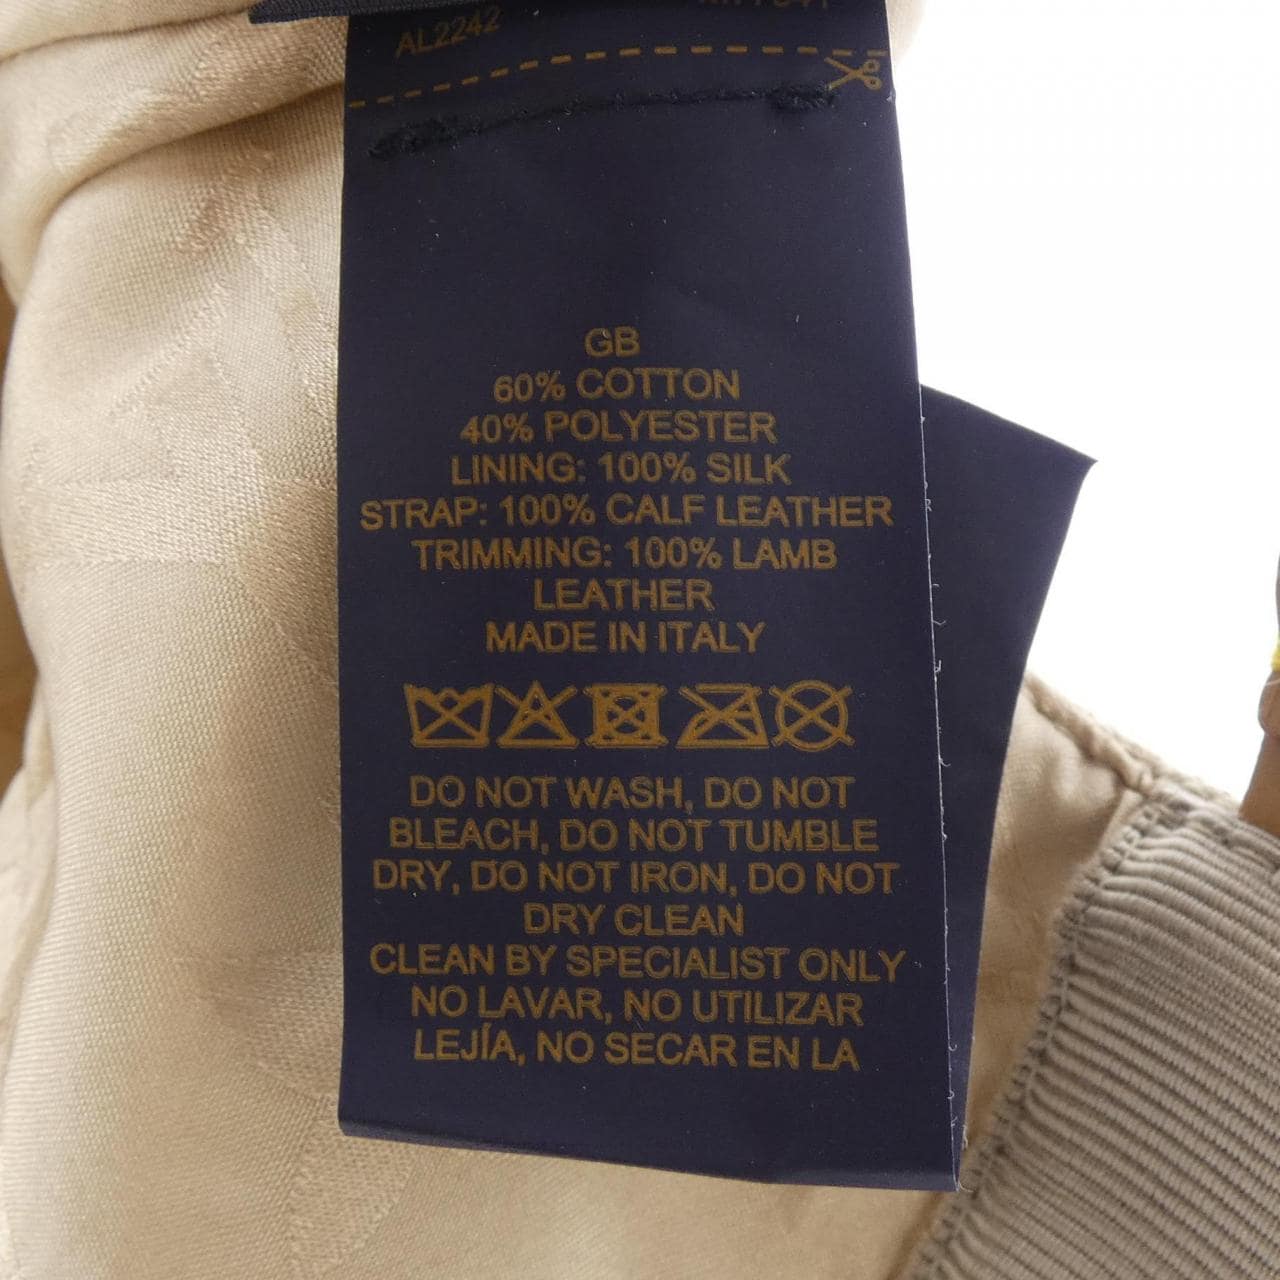 AL2242
GB
60% COTTON
40% POLYESTER
LINING: 100% SILK
STRAP: 100% CALF LEATHER
TRIMMING: 100% LAMB
LEATHER
MADE IN ITALY
DO NOT WASH, DO NOT
BLEACH, DO NOT TUMBLE
DRY, DO NOT IRON, DO NOT
DRY CLEAN
CLEAN BY SPECIALIST ONLY
NO LAVAR, NO UTILIZAR
LEJÍA, NO SECAR EN LA